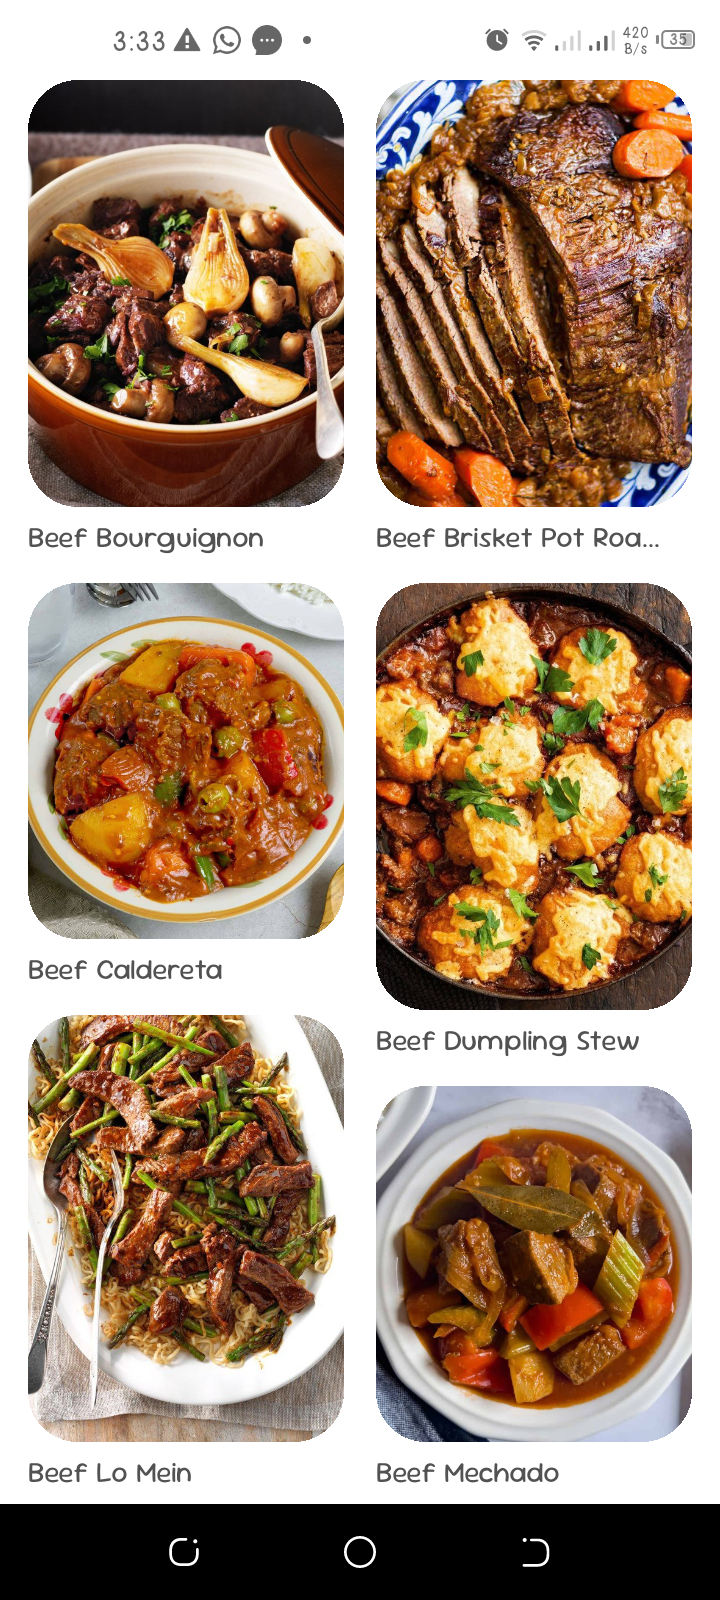 3:33
420
B/s
35
Beef Bourguignon
Beef Brisket Pot Roa...
Beef Caldereta
Beef Dumpling Stew
Beef Lo Mein
Beef Mechado